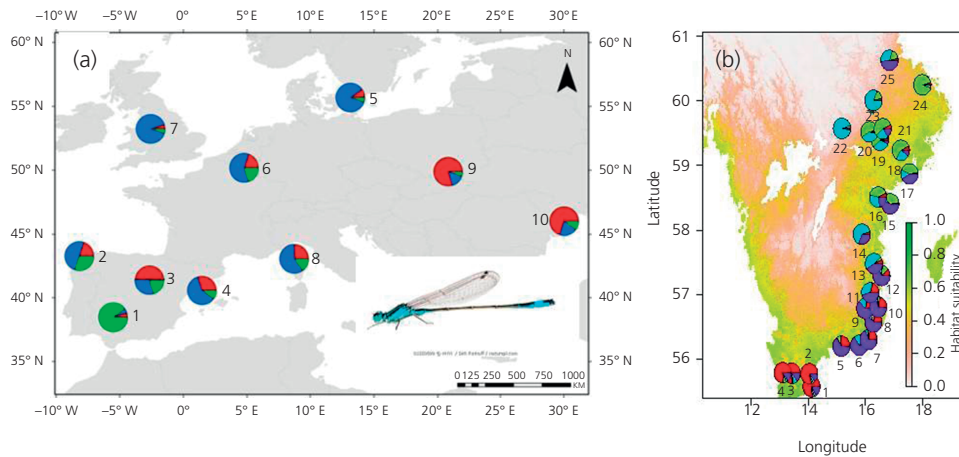 −10° W −5° W 0° E 5° E 10° E 15° E 20° E 25° E 30° E
60° N
55° N
50° N
45° N
40° N
35° N
(a)
N
5
7
6
9
10
2
3
8
4
1
0 125 250 500 750 1000
KM
60° N
55° N
50° N
45° N
40° N
35° N
−10° W −5° W 0° E 5° E 10° E 15° E 20° E 25° E 30° E
(b)
61
60
59
58
57
56
Latitude
25
24
23
22
21
20
19
18
17
16
15
14
13
12
11
10
9
8
7
6
5
2
4 3 1
1.0
0.8
0.6
0.4
0.2
0.0
Habitat suitability
12 14 16 18
Longitude